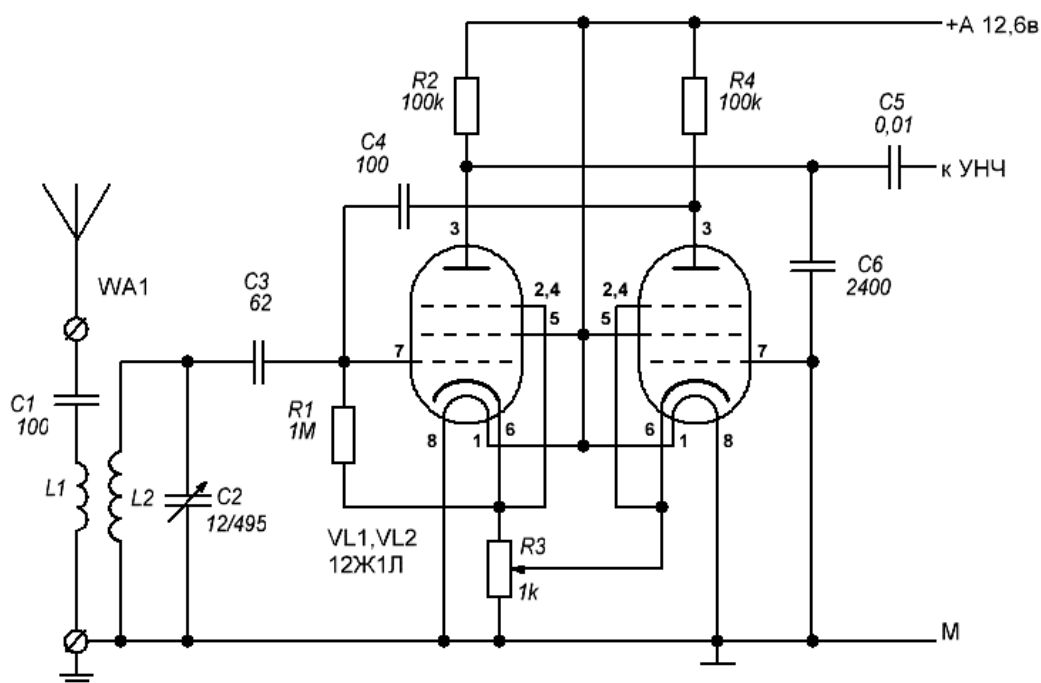 +А 12,6в
R2
100k
R4
100k
C5
0,01
к УНЧ
C4
100
3
3
WA1
C3
62
2,4
2,4
5
5
C6
2400
7
7
C1
100
R1
1M
8
1
6
6
1
8
L1
L2
C2
12/495
VL1,VL2
12Ж1Л
R3
1k
М